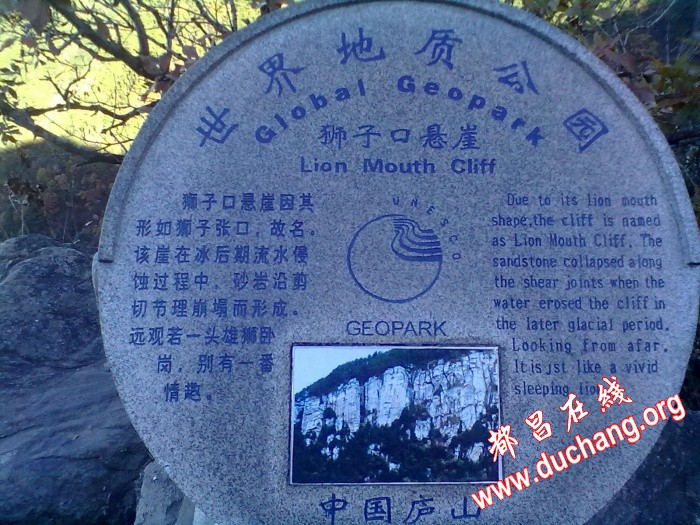 世界地质公园
Global Geopark
狮子口悬崖
Lion Mouth Cliff
狮子口悬崖因其
形如狮子张口，故名。
该崖在冰后期流水侵
蚀过程中，砂岩沿剪
切节理崩塌而形成。
远观若一头雄狮卧
岗，别有一番
情趣。
UNESCO
GEOPARK
Due to its lion mouth
shape,the cliff is named
as Lion Mouth Cliff. The
sandstone collapsed along
the shear joints when the
water erosed the cliff in
the later glacial period.
Looking from afar,
It is jst like a vivid
sleeping
中国庐山
都昌在线
www.duchang.org